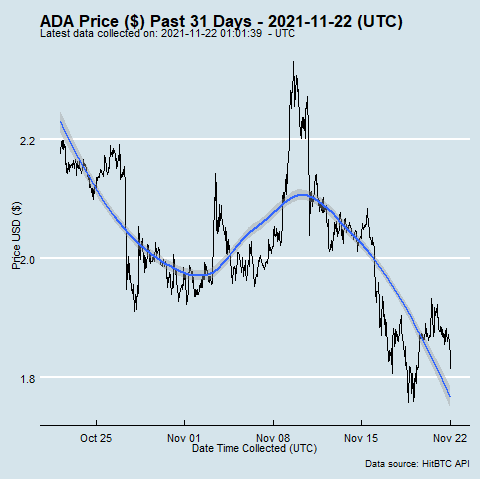 ADA Price ($) Past 31 Days - 2021-11-22 (UTC)
Latest data collected on: 2021-11-22 01:01:39 - UTC
Price USD ($)
2.2
2.0
1.8
Oct 25 Nov 01 Nov 08 Nov 15 Nov 22
Date Time Collected (UTC)
Data source: HitBTC API